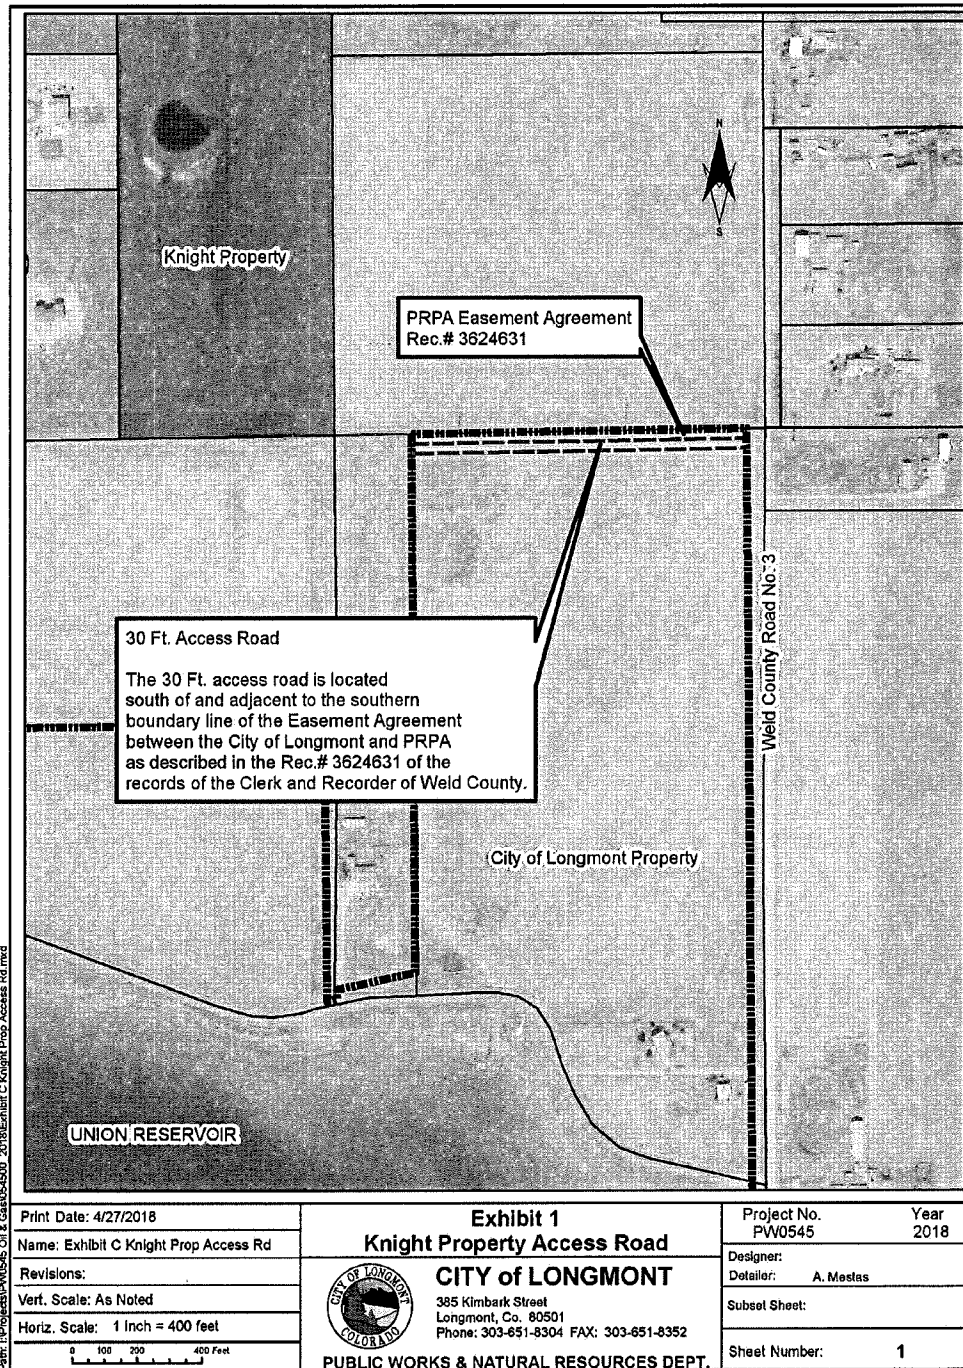 N
S
Knight Property
PRPA Easement Agreement
Rec.# 3624631
Weld County Road No. 3
30 Ft. Access Road
The 30 Ft. access road is located
south of and adjacent to the southern
boundary line of the Easement Agreement
between the City of Longmont and PRPA
as described in the Rec.# 3624631 of the
records of the Clerk and Recorder of Weld County.
City of Longmont Property
UNION RESERVOIR
Print Date: 4/27/2018
Name: Exhibit C Knight Prop Access Rd
Revisions:
Vert. Scale: As Noted
Horiz. Scale: 1 Inch = 400 feet
0 100 200 400 Feet
Exhibit 1
Knight Property Access Road
CITY OF LONGMONT
COLORADO
CITY of LONGMONT
385 Kimbark Street
Longmont, Co. 80501
Phone: 303-651-8304 FAX: 303-651-8352
PUBLIC WORKS & NATURAL RESOURCES DEPT.
Project No.
PW0545
Year
2018
Designer:
Detailer: A. Mestas
Subset Sheet:
Sheet Number: 1